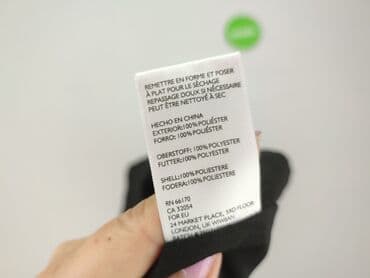 REMETTRE EN FORME ET POSER
À PLAT POUR LE SÉCHAGE
REPASSAGE DOUX SI NÉCESSAIRE
PEUT ÊTRE NETTOYÉ À SEC
HECHO EN CHINA
EXTERIOR:100% POLIÉSTER
FORRO: 100% POLIÉSTER
OBERSTOFF: 100% POLYESTER
FUTTER:100% POLYESTER
SHELL:100% POLIESTERE
FODERA:100% POLIESTERE
RN 66170
CA 32054
FOR EU
24 MARKET PLACE, 3RD FLOOR
LONDON, UK W1W8AN